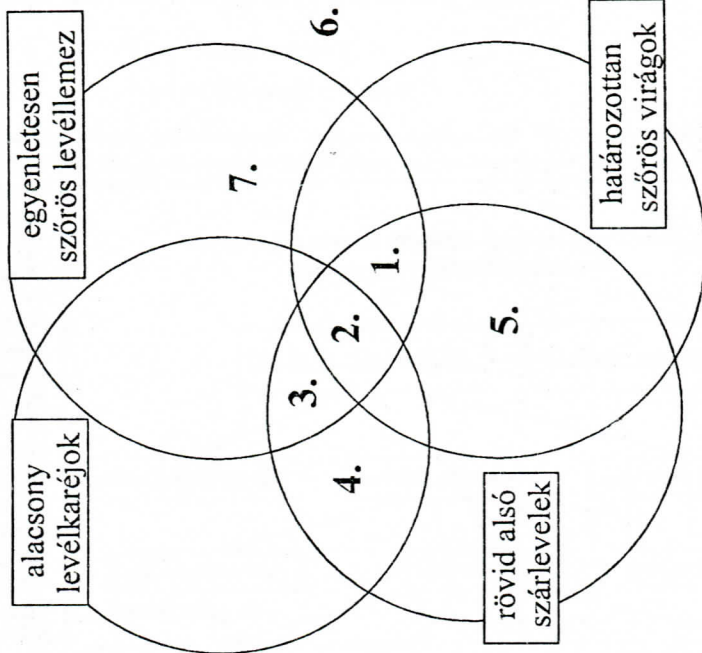 alacsony
levélkaréjok
egyenletesen
szőrös levéllemez
7.
6.
3.
2.
1.
4.
5.
rövid alsó
szárlevelek
határozottan
szőrös virágok